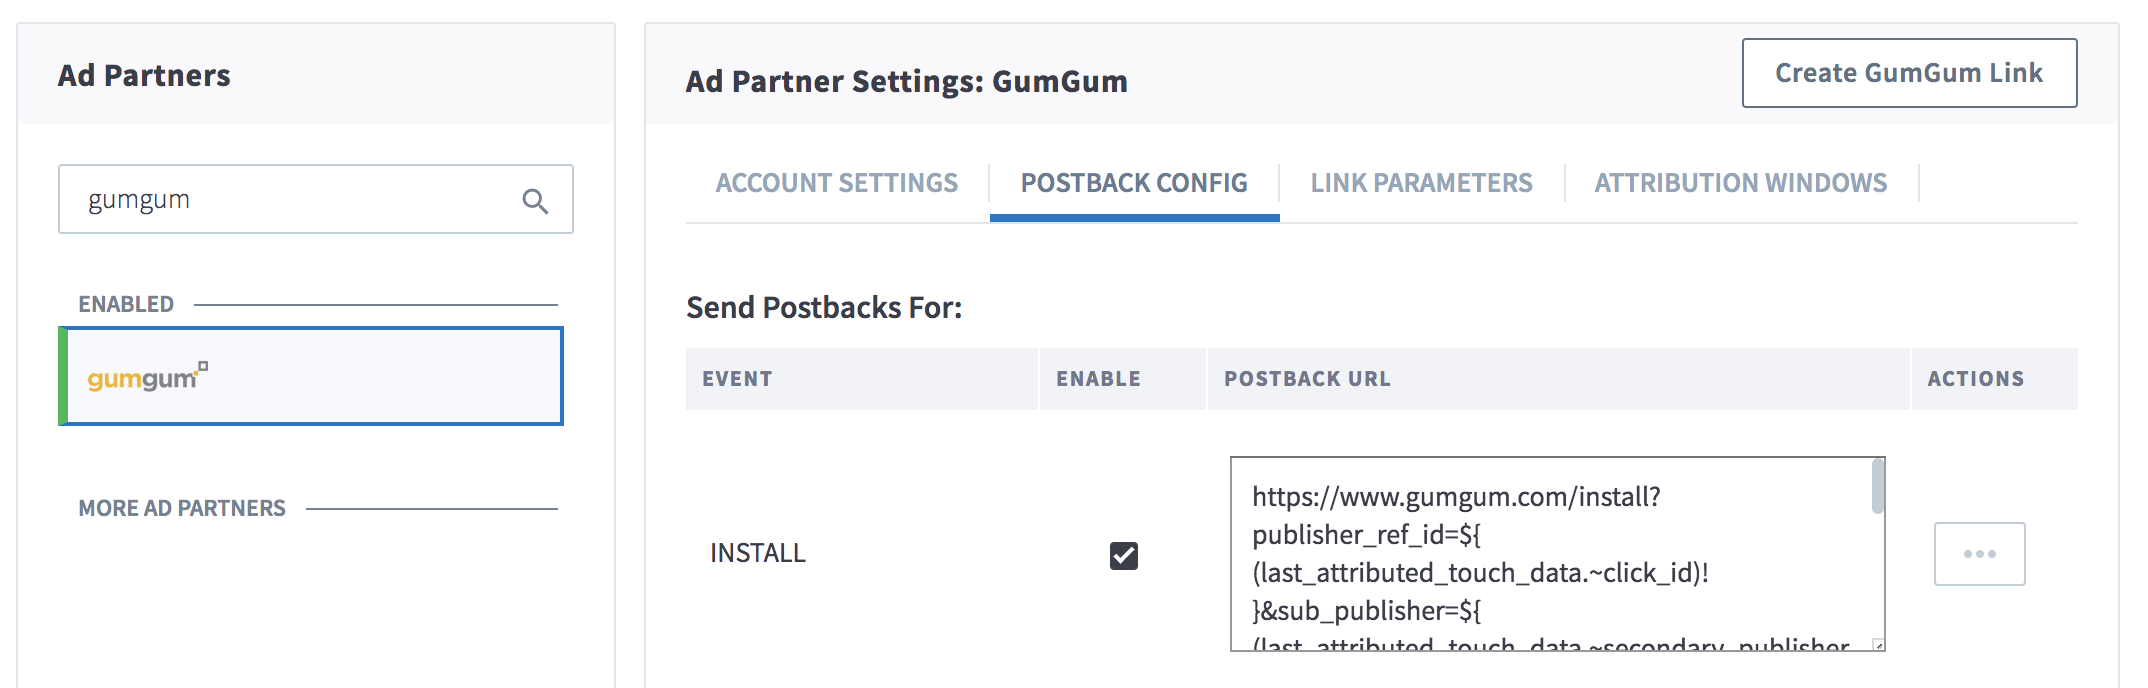 Ad Partners
gumgum
ENABLED
gumgum
MORE AD PARTNERS
Ad Partner Settings: GumGum
Create GumGum Link
ACCOUNT SETTINGS
POSTBACK CONFIG
LINK PARAMETERS
ATTRIBUTION WINDOWS
Send Postbacks For:
EVENT
ENABLE
POSTBACK URL
ACTIONS
INSTALL
https://www.gumgum.com/install?
publisher_ref_id=${
(last_attributed_touch_data.~click_id)!
}&sub_publisher=${
(last_attributed_touch_data.~secondary_publisher